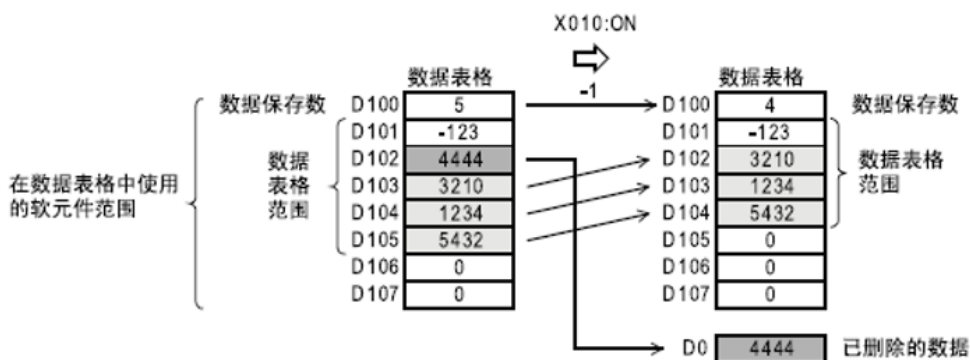 X010:ON
数据表格 数据表格
-1
数据保存数 D100 5 D100 4 数据保存数
D101 -123 D101 -123
数据 D102 4444 D102 3210 数据表格
表格 D103 3210 D103 1234 范围
在数据表格中使用
的软元件范围
范围 D104 1234 D104 5432
D105 5432 D105 0
D106 0 D106 0
D107 0 D107 0
D0 4444 已删除的数据